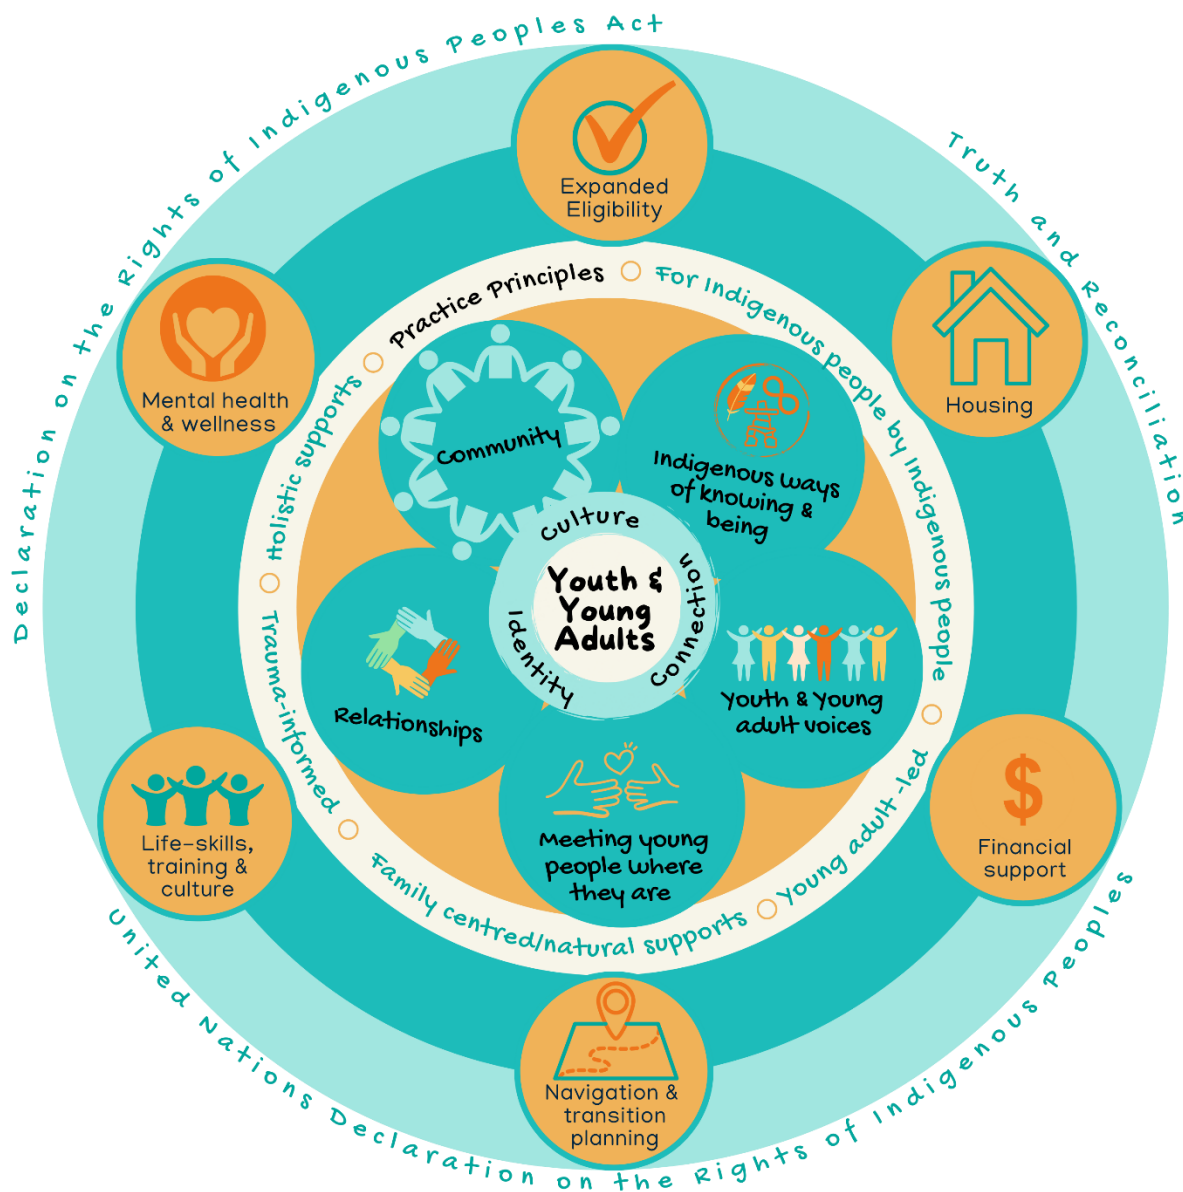 Declaration on the Rights of Indigenous Peoples Act
Truth and Reconciliation
United Nations Declaration on the Rights of Indigenous Peoples
Expanded
Eligibility
Housing
Financial
support
Navigation &
transition
planning
Life-skills,
training &
culture
Mental health
& wellness
Practice Principles
For Indigenous people by Indigenous people
Young adult -led
Family centred/natural supports
Trauma-informed
Holistic supports
Community
Indigenous ways
of knowing &
being
Youth & Young
adult voices
Meeting young
people where
they are
Relationships
Culture
Connection
Identity
Youth &
Young
Adults